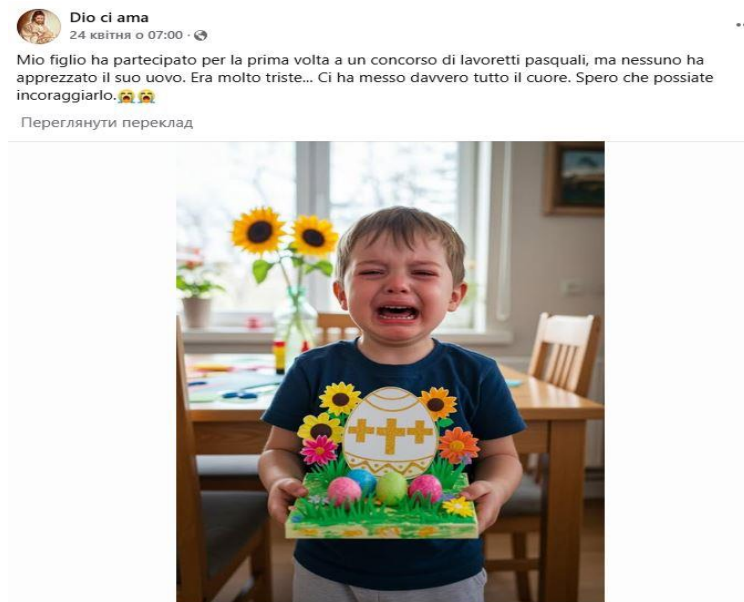 Dio ci ama
24 квітня о 07:00 ·
Mio figlio ha partecipato per la prima volta a un concorso di lavoretti pasquali, ma nessuno ha
apprezzato il suo uovo. Era molto triste... Ci ha messo davvero tutto il cuore. Spero che possiate
incoraggiarlo.😭😭
Переглянути переклад